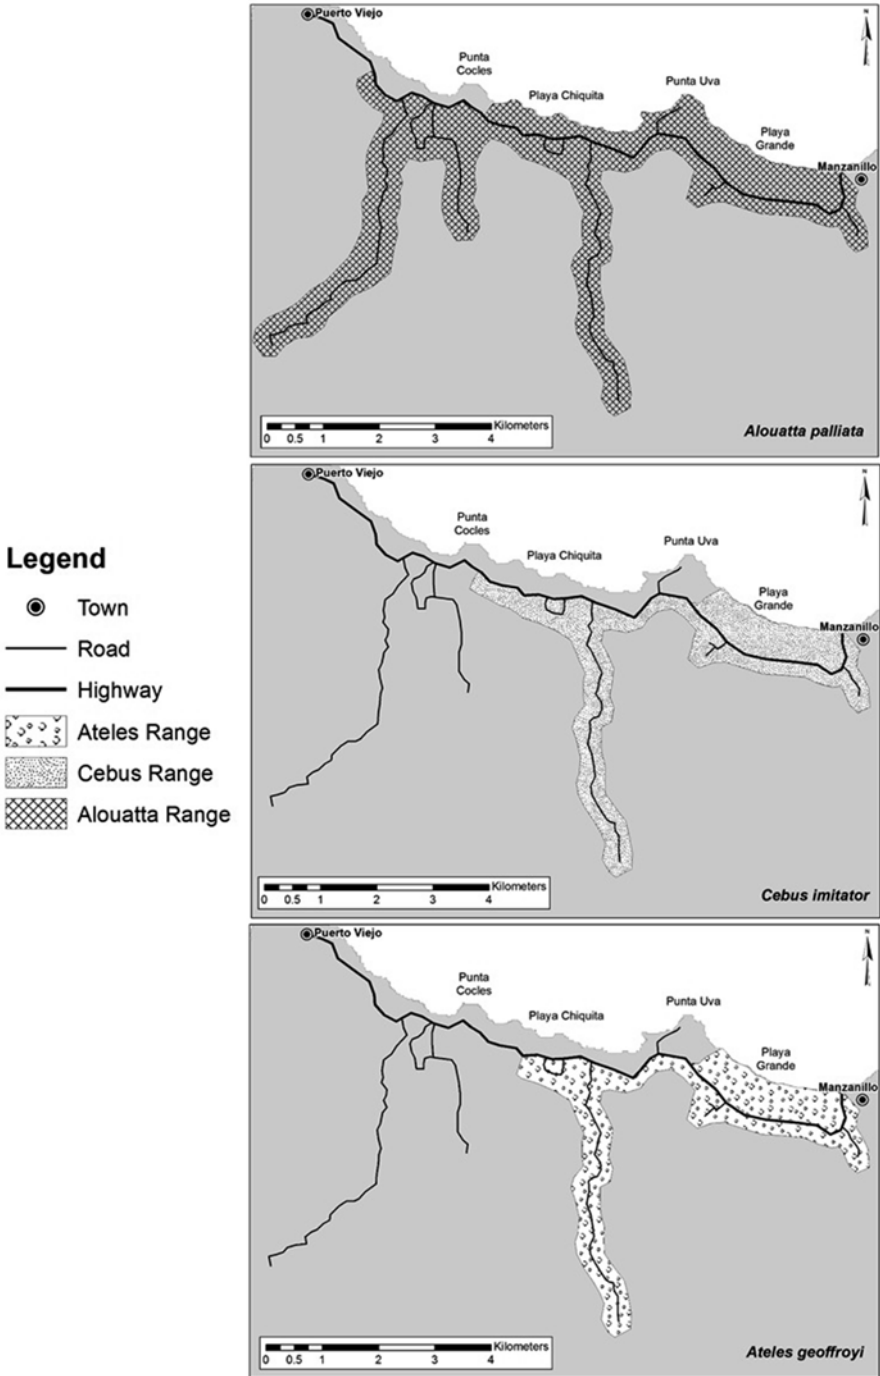 Puerto Viejo
N
Punta
Cocles
Punta Uva
Playa Chiquita
Playa
Grande
Manzanillo
Kilometers
0 0.5 1 2 3 4
Alouatta palliata
Puerto Viejo
N
Punta
Cocles
Punta Uva
Playa Chiquita
Playa
Grande
Manzanillo
Kilometers
0 0.5 1 2 3 4
Cebus imitator
Legend
Town
Road
Highway
Ateles Range
Cebus Range
Alouatta Range
Puerto Viejo
N
Punta
Cocles
Punta Uva
Playa Chiquita
Playa
Grande
Manzanillo
Kilometers
0 0.5 1 2 3 4
Ateles geoffroyi